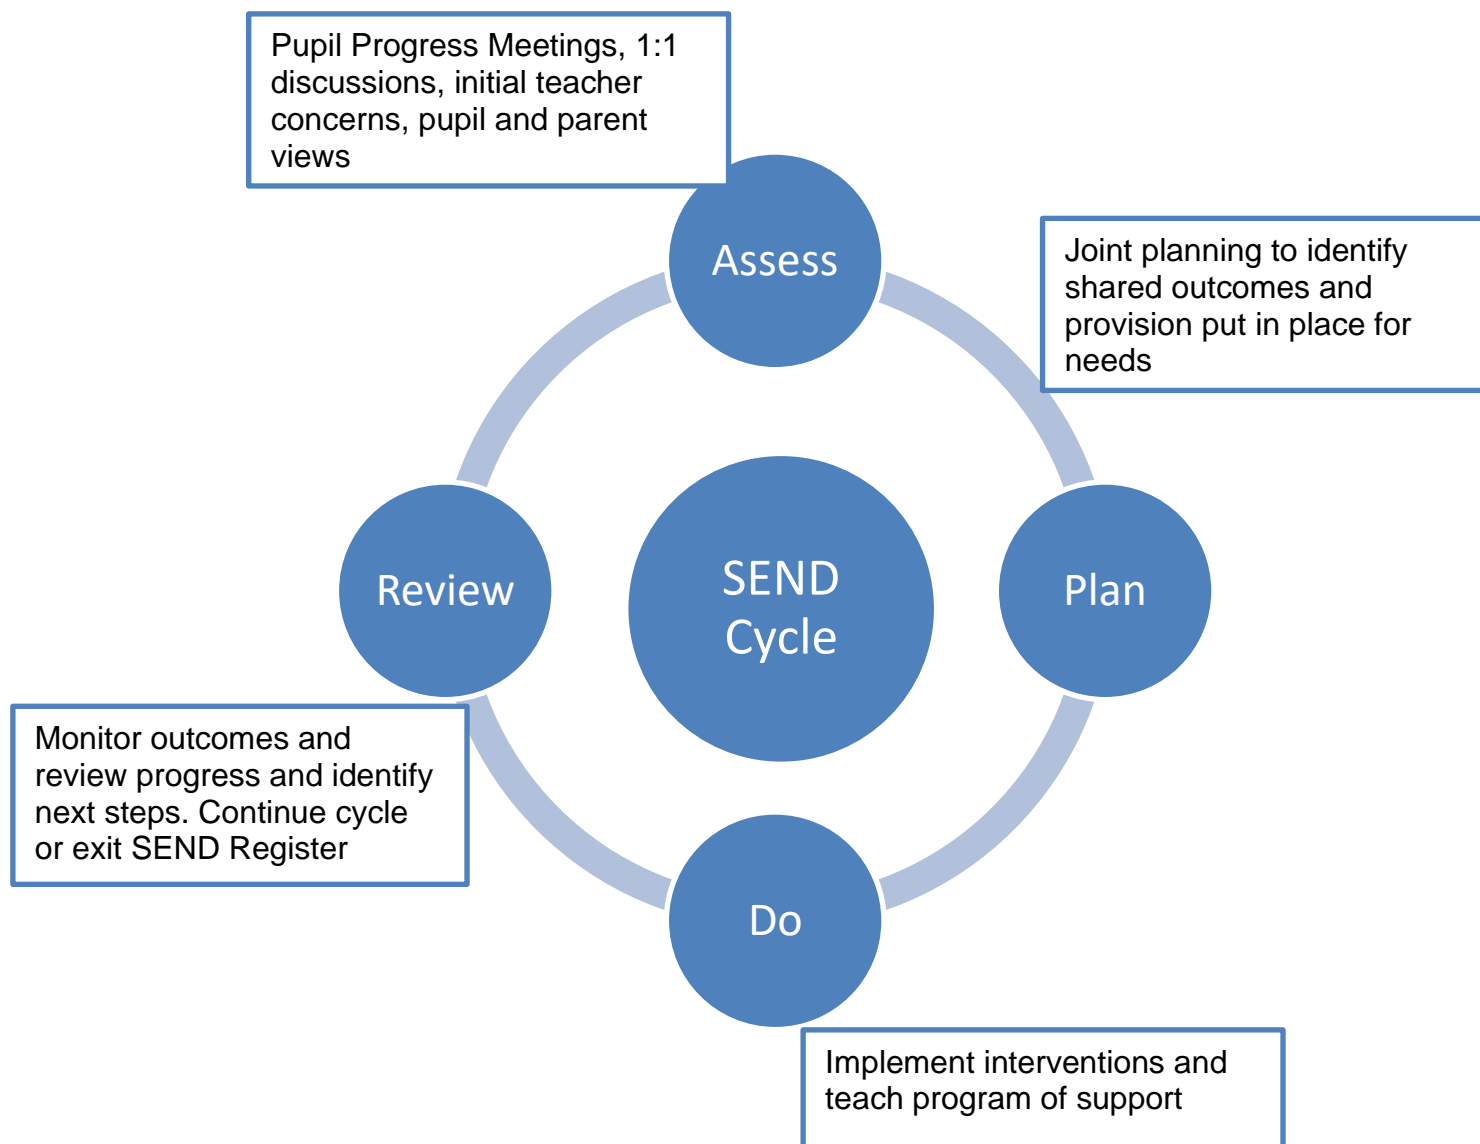 Pupil Progress Meetings, 1:1
discussions, initial teacher
concerns, pupil and parent
views
Assess
Joint planning to identify
shared outcomes and
provision put in place for
needs
Review
SEND
Cycle
Plan
Monitor outcomes and
review progress and identify
next steps. Continue cycle
or exit SEND Register
Do
Implement interventions and
teach program of support